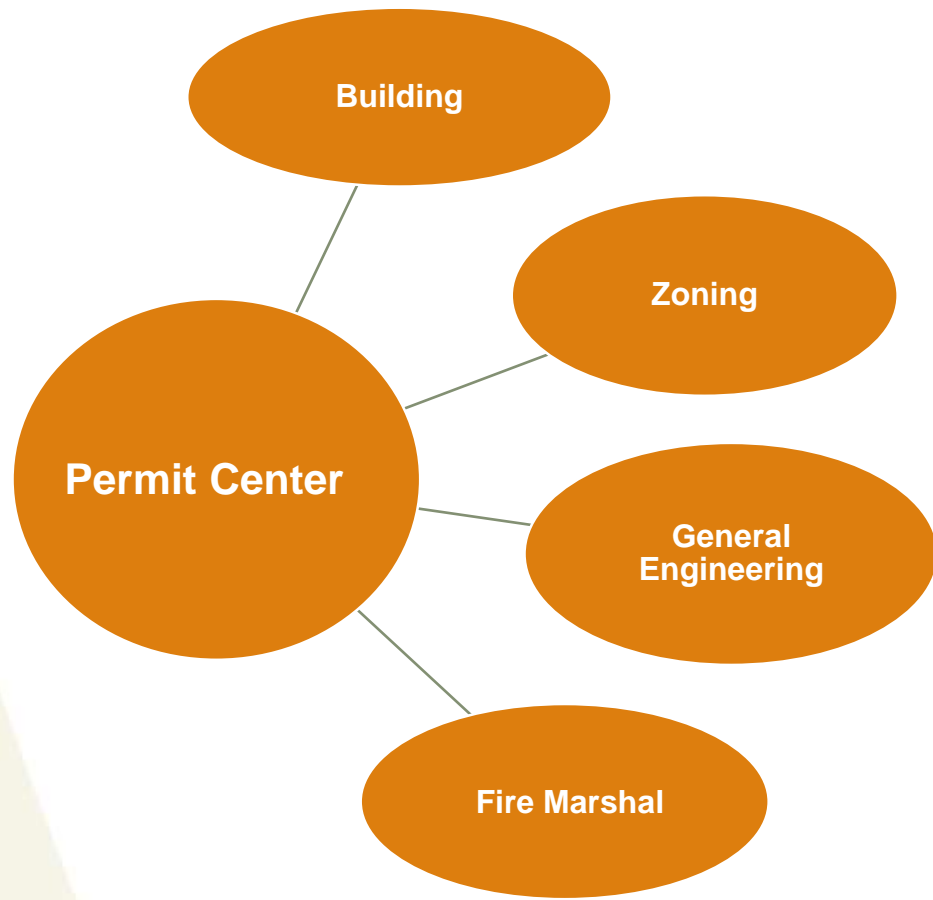 Building
Zoning
Permit Center
General
Engineering
Fire Marshal